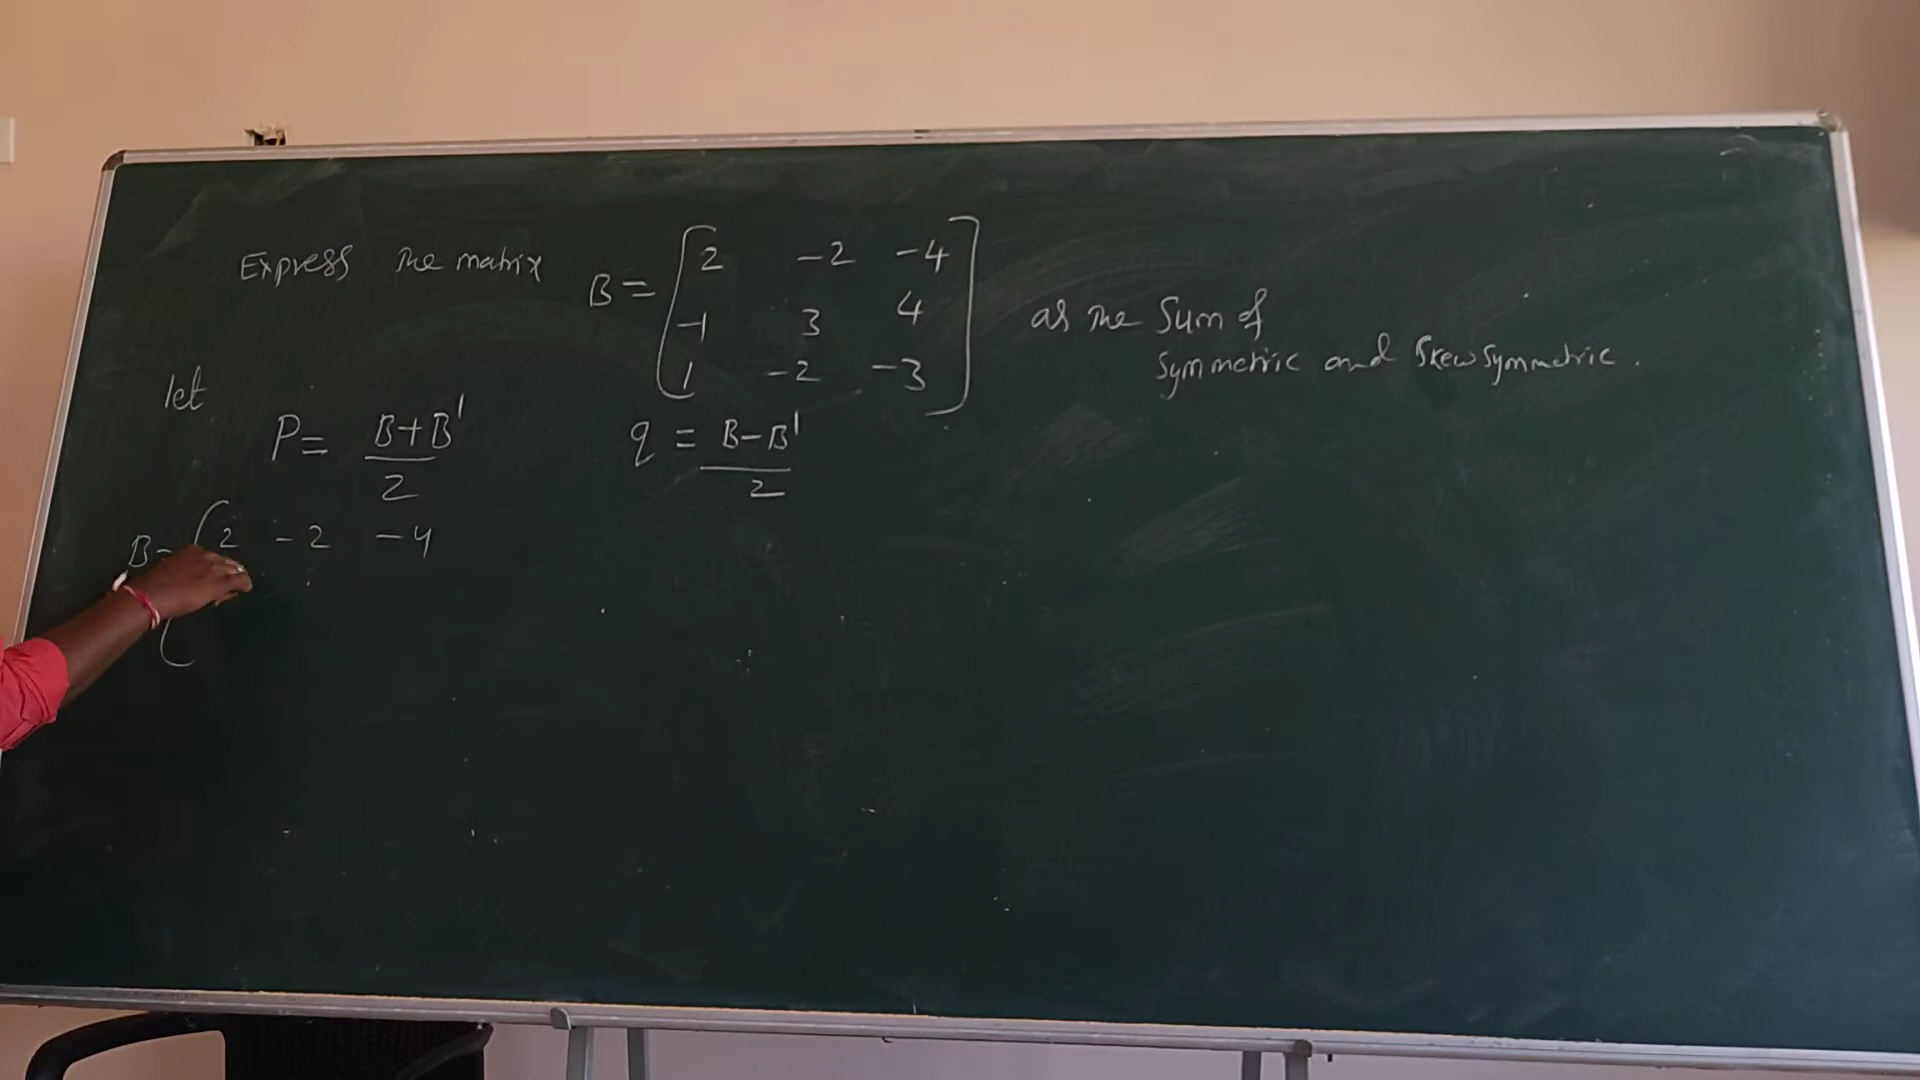 Express the matrix B = [2 -2 -4
-1 3 4
1 -2 -3] as the Sum of
Symmetric and Skew Symmetric.
let
P = B+B'
2
q = B-B'
2
B = [2 -2 -4